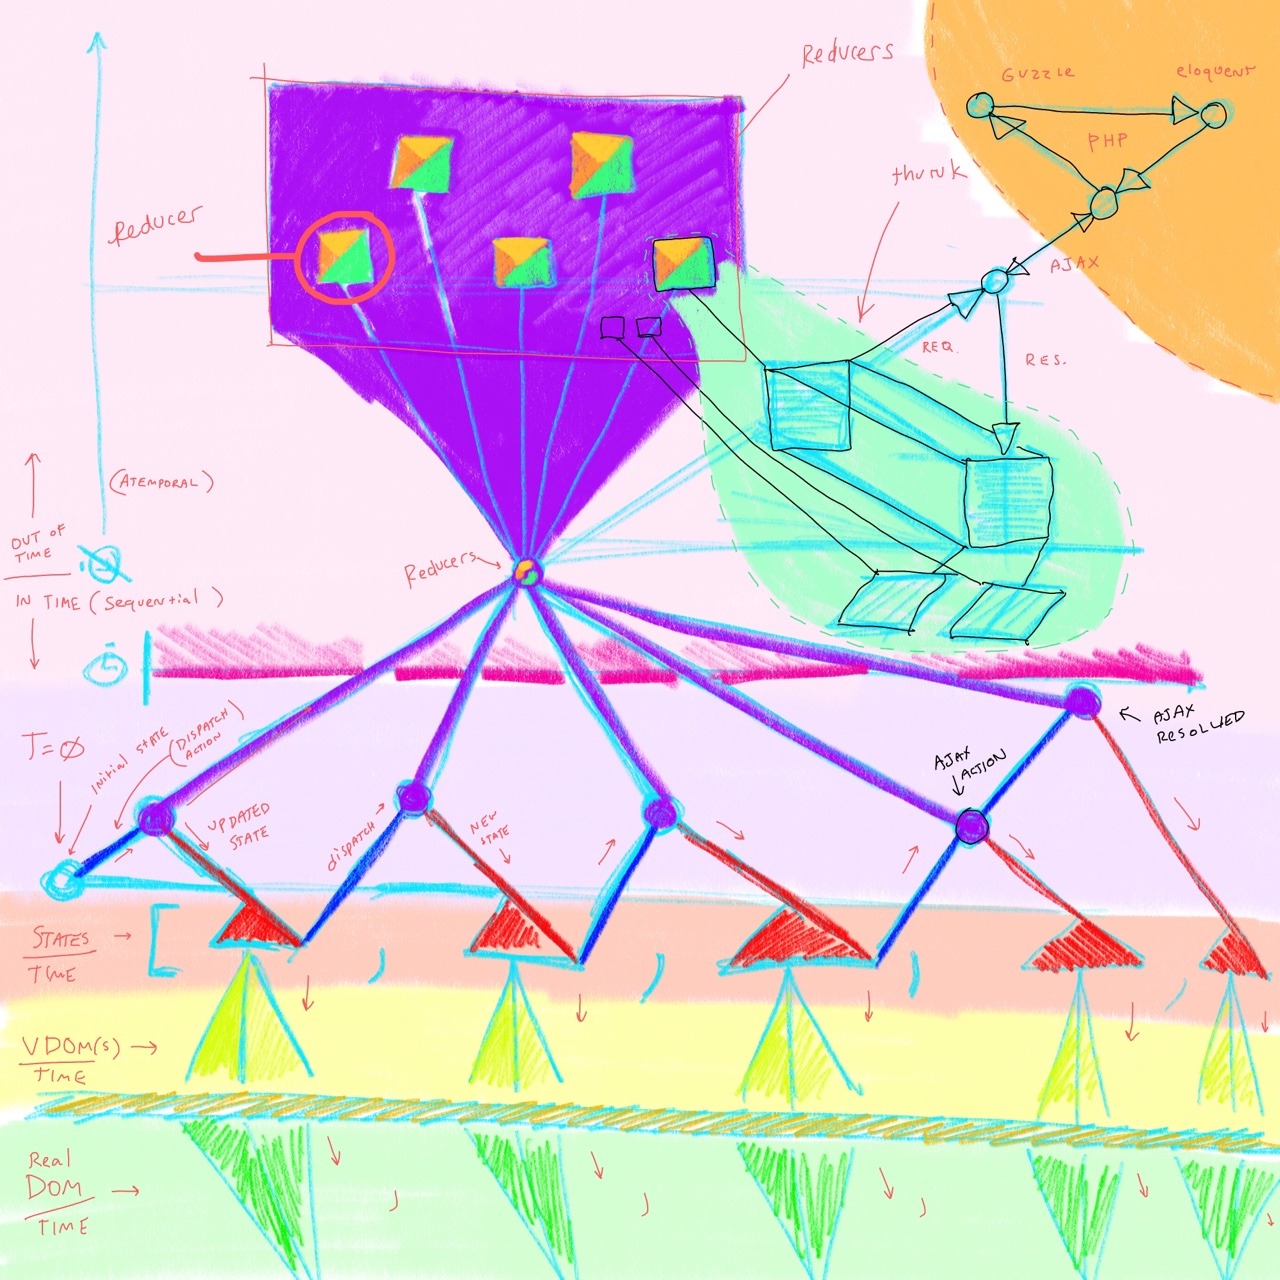 Reducers
Guzzle
eloquent
PHP
thunk
Reducer
AJAX
REQ.
RES.
(ATEMPORAL)
OUT OF
TIME
IN TIME (Sequential)
Reducers
T=Ø
initial STATE
(DISPATCH)
ACTION
UPDATED
STATE
dispatch
NEW
STATE
AJAX
ACTION
AJAX
RESOLVED
STATES
TIME
[ , , , ,
VDOM(s)
TIME
Real
DOM
TIME
, , ,